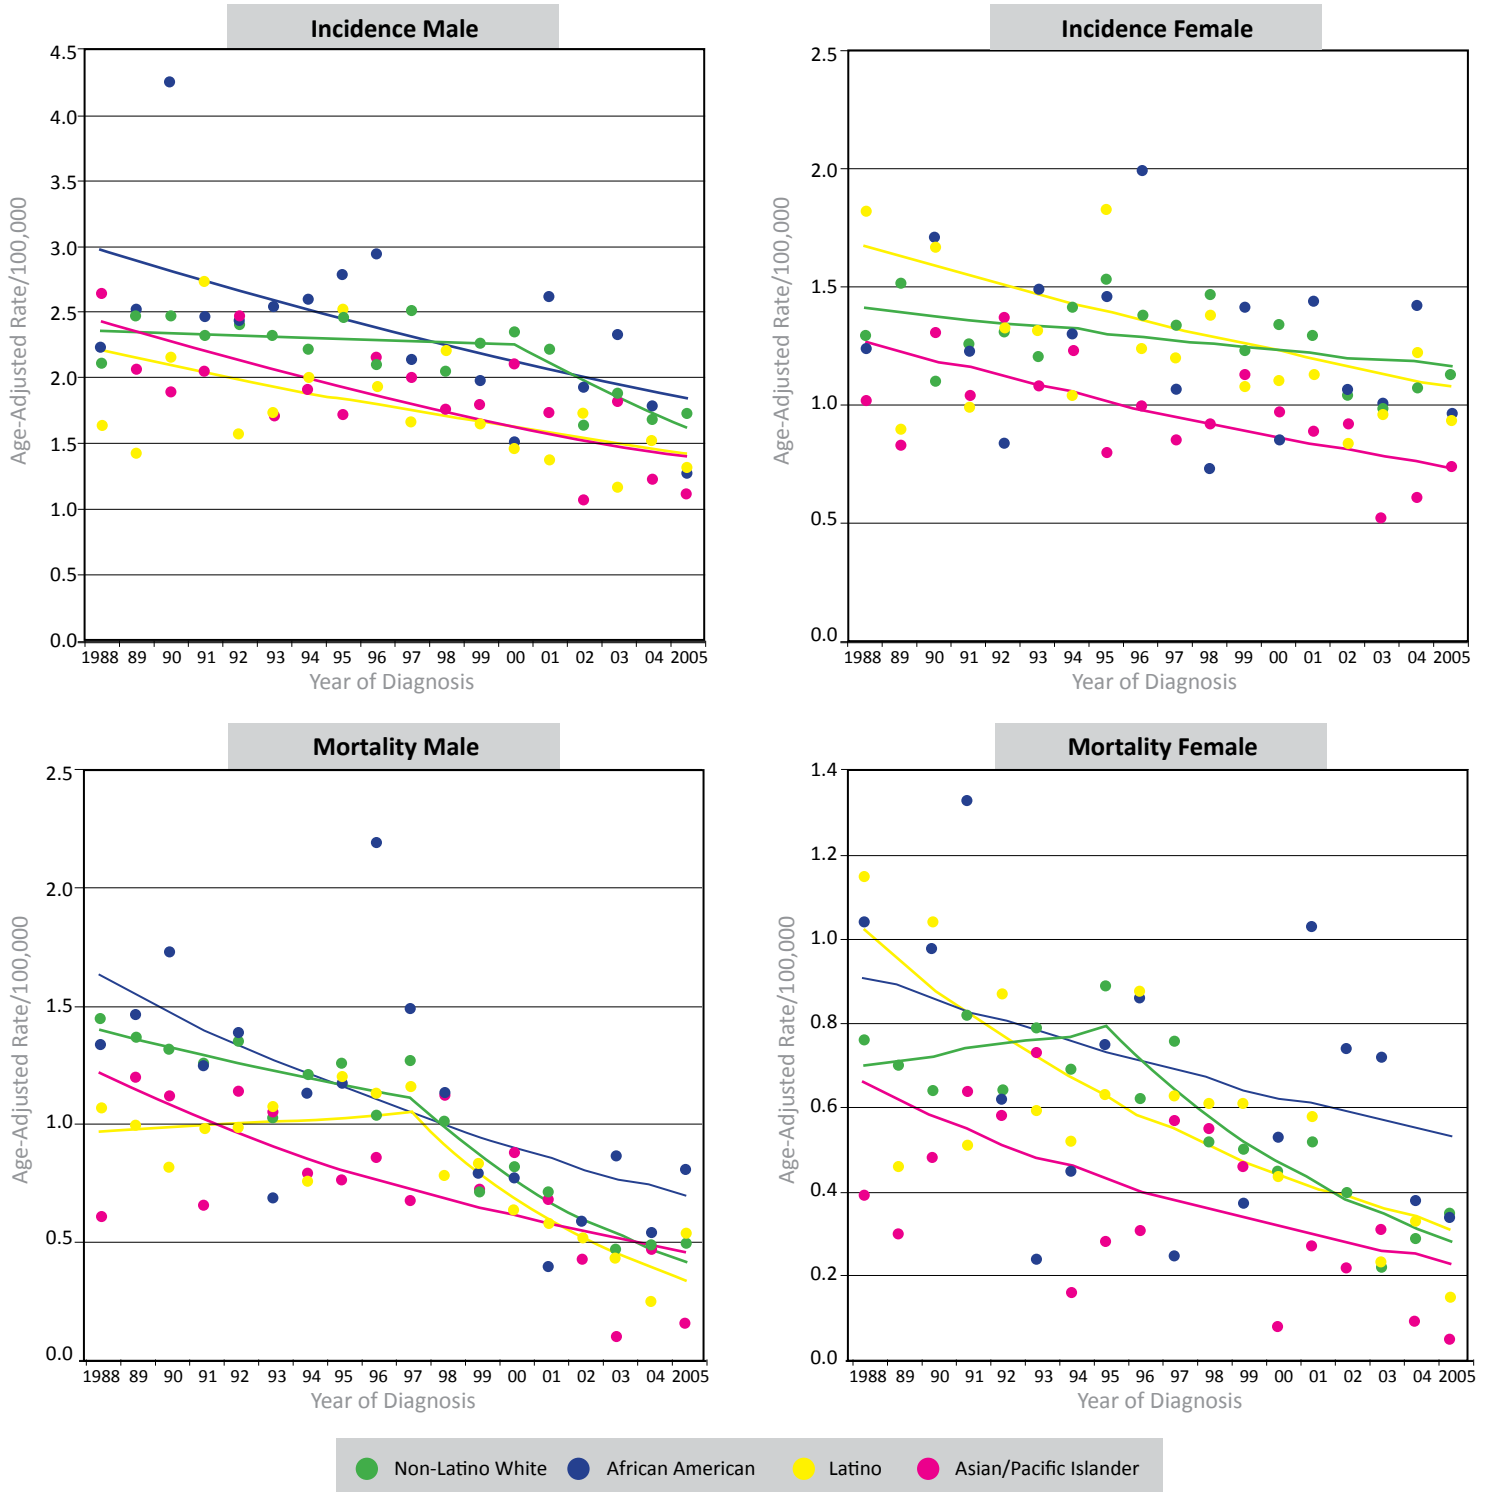 Incidence Male
Age-Adjusted Rate/100,000
4.5
4.0
3.5
3.0
2.5
2.0
1.5
1.0
0.5
0.0
1988 89 90 91 92 93 94 95 96 97 98 99 00 01 02 03 04 2005
Year of Diagnosis
Incidence Female
Age-Adjusted Rate/100,000
2.5
2.0
1.5
1.0
0.5
0.0
1988 89 90 91 92 93 94 95 96 97 98 99 00 01 02 03 04 2005
Year of Diagnosis
Mortality Male
Age-Adjusted Rate/100,000
2.5
2.0
1.5
1.0
0.5
0.0
1988 89 90 91 92 93 94 95 96 97 98 99 00 01 02 03 04 2005
Year of Diagnosis
Mortality Female
Age-Adjusted Rate/100,000
1.4
1.2
1.0
0.8
0.6
0.4
0.2
0.0
1988 89 90 91 92 93 94 95 96 97 98 99 00 01 02 03 04 2005
Year of Diagnosis
Non-Latino White African American Latino Asian/Pacific Islander